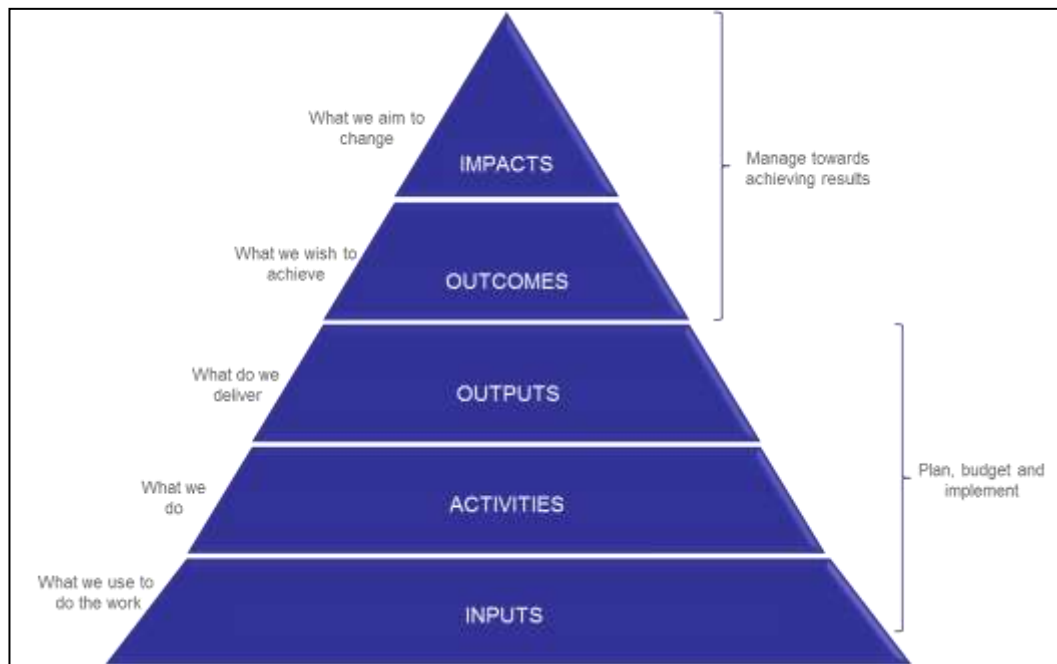 What we aim to
change
IMPACTS
Manage towards
achieving results
What we wish to
achieve
OUTCOMES
What do we
deliver
OUTPUTS
Plan, budget and
implement
What we
do
ACTIVITIES
What we use to
do the work
INPUTS